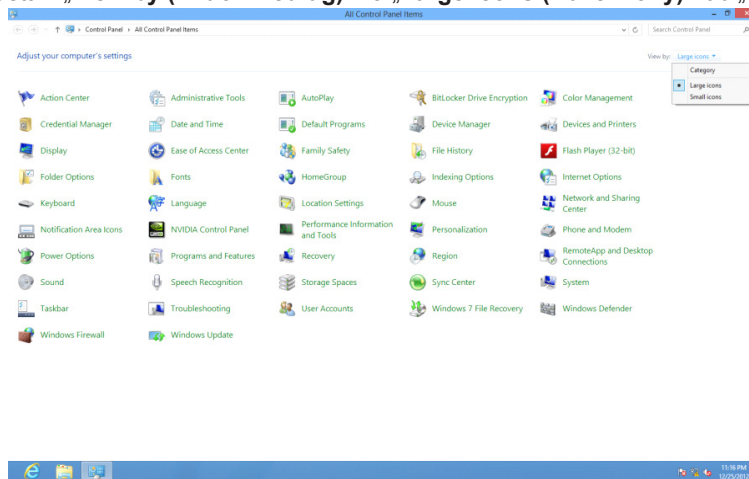 All Control Panel Items
Control Panel › All Control Panel Items
Search Control Panel
Adjust your computer's settings
View by: Large icons
Category
Large icons
Small icons
Action Center
Administrative Tools
AutoPlay
BitLocker Drive Encryption
Color Management
Credential Manager
Date and Time
Default Programs
Device Manager
Devices and Printers
Display
Ease of Access Center
Family Safety
File History
Flash Player (32-bit)
Folder Options
Fonts
HomeGroup
Indexing Options
Internet Options
Keyboard
Language
Location Settings
Mouse
Network and Sharing
Center
Notification Area Icons
NVIDIA Control Panel
Performance Information
and Tools
Personalization
Phone and Modem
Power Options
Programs and Features
Recovery
Region
RemoteApp and Desktop
Connections
Sound
Speech Recognition
Storage Spaces
Sync Center
System
Taskbar
Troubleshooting
User Accounts
Windows 7 File Recovery
Windows Defender
Windows Firewall
Windows Update
11:16 PM
12/25/2012